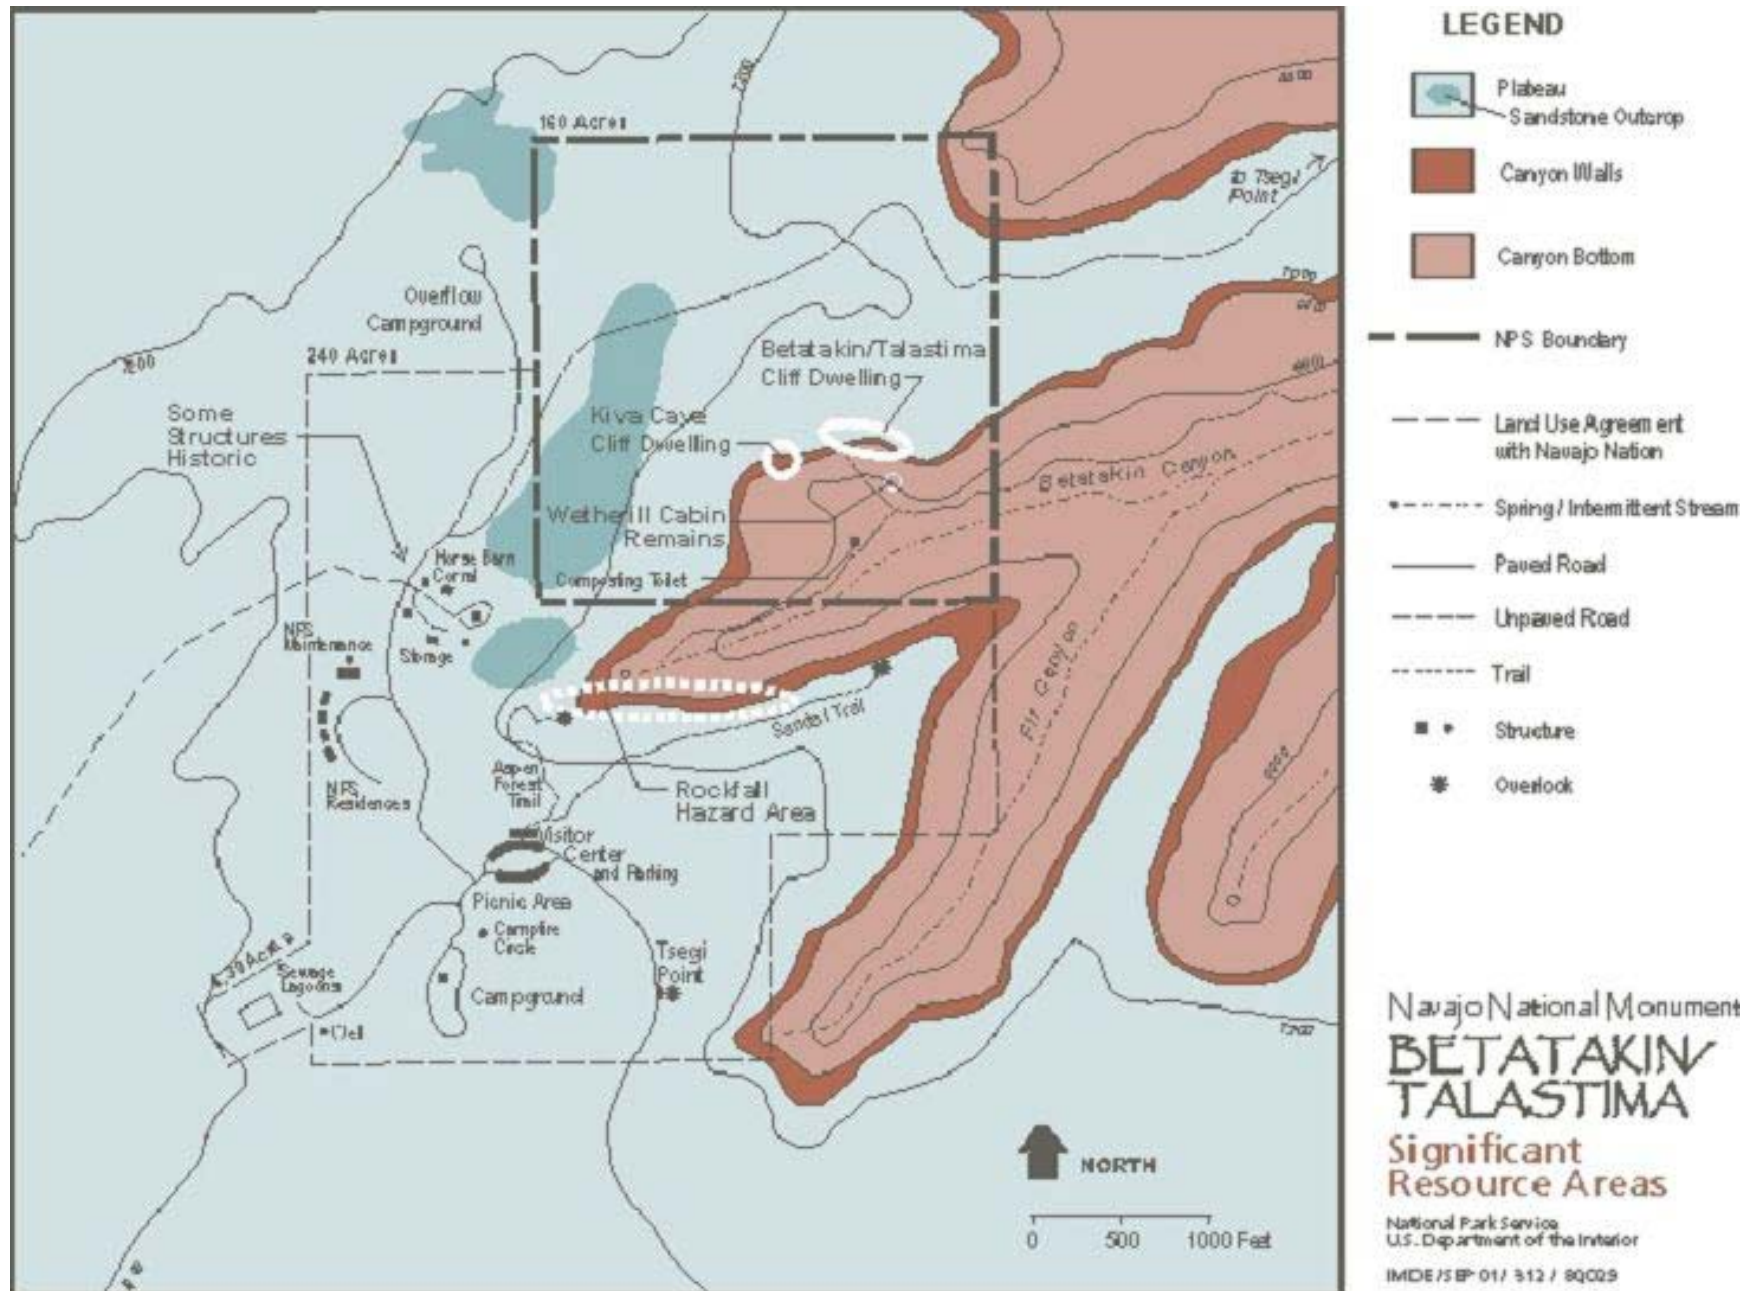 160 Acres
7200
6600
to Tsegi
Point
Overflow
Campground
240 Acres
Some
Structures
Historic
Betatakin/Talastima
Cliff Dwelling
Kiva Cave
Cliff Dwelling
Betatakin Canyon
Wetherill Cabin
Remains
Composting Toilet
Horse Barn
Corral
NPS
Maintenance
Storage
NPS
Residences
Sandal Trail
Canyon
Aspen
Forest
Trail
Rockfall
Hazard Area
Visitor
Center
and Parking
Picnic Area
Campfire
Circle
Campground
Tsegi
Point
Sewage
Lagoons
Well
7200
7200
NORTH
0 500 1000 Feet
LEGEND
Plateau
Sandstone Outcrop
Canyon Walls
Canyon Bottom
NPS Boundary
Land Use Agreement
with Navajo Nation
Spring / Intermittent Stream
Paved Road
Unpaved Road
Trail
Structure
Overlook
Navajo National Monument
BETATAKIN/
TALASTIMA
Significant
Resource Areas
National Park Service
U.S. Department of the Interior